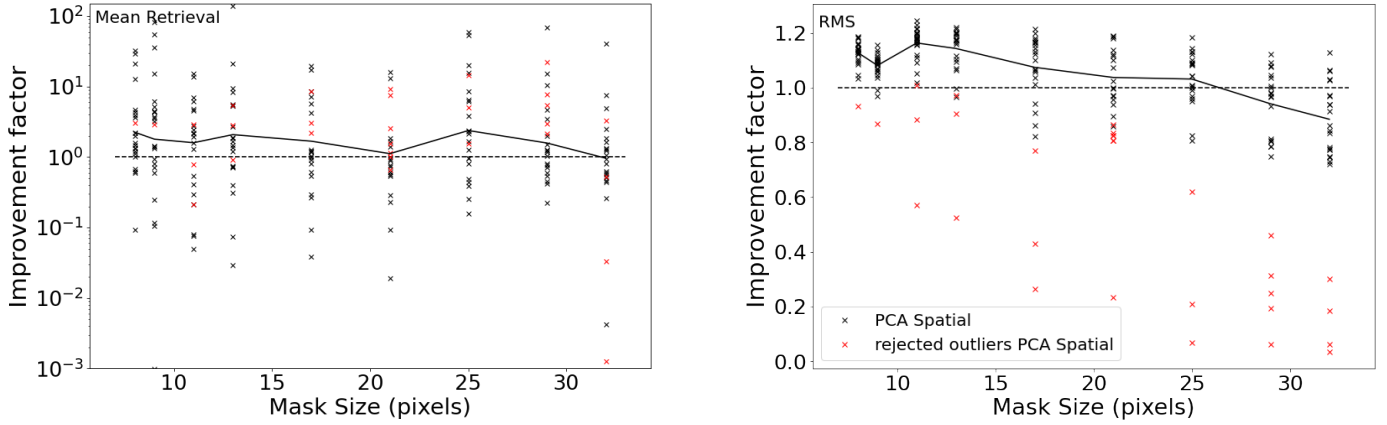 Mean Retrieval
Improvement factor
10²
10¹
10⁰
10⁻¹
10⁻²
10⁻³
10 15 20 25 30
Mask Size (pixels)
RMS
Improvement factor
1.2
1.0
0.8
0.6
0.4
0.2
0.0
PCA Spatial
rejected outliers PCA Spatial
10 15 20 25 30
Mask Size (pixels)